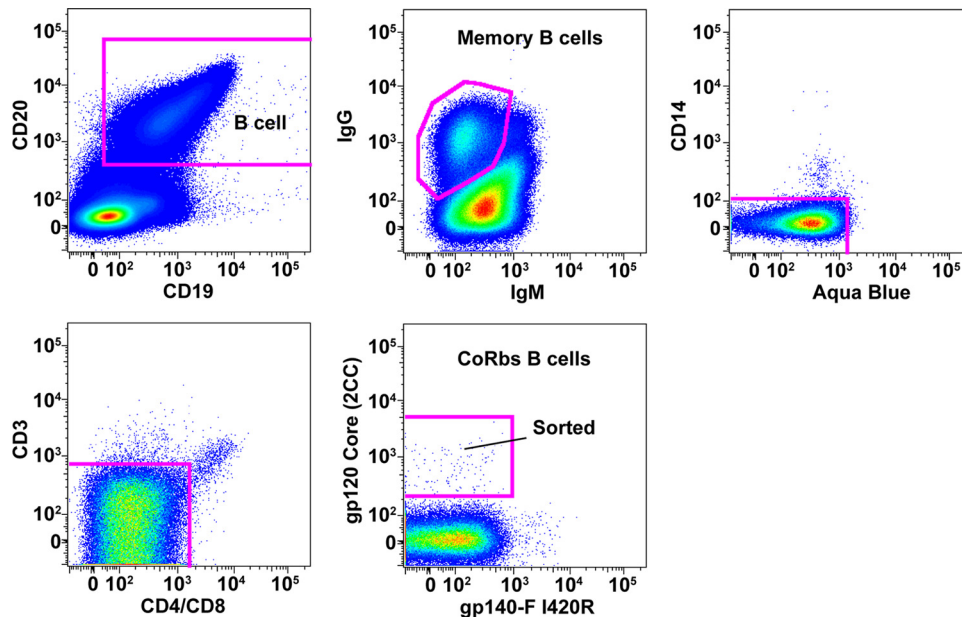 CD20
10⁵
10⁴
10³
10²
0
B cell
0 10² 10³ 10⁴ 10⁵
CD19
IgG
10⁵
10⁴
10³
10²
0
Memory B cells
0 10² 10³ 10⁴ 10⁵
IgM
CD14
10⁵
10⁴
10³
10²
0
0 10² 10³ 10⁴ 10⁵
Aqua Blue
CD3
10⁵
10⁴
10³
10²
0
0 10² 10³ 10⁴ 10⁵
CD4/CD8
gp120 Core (2CC)
10⁵
10⁴
10³
10²
0
CoRbs B cells
Sorted
0 10² 10³ 10⁴ 10⁵
gp140-F I420R